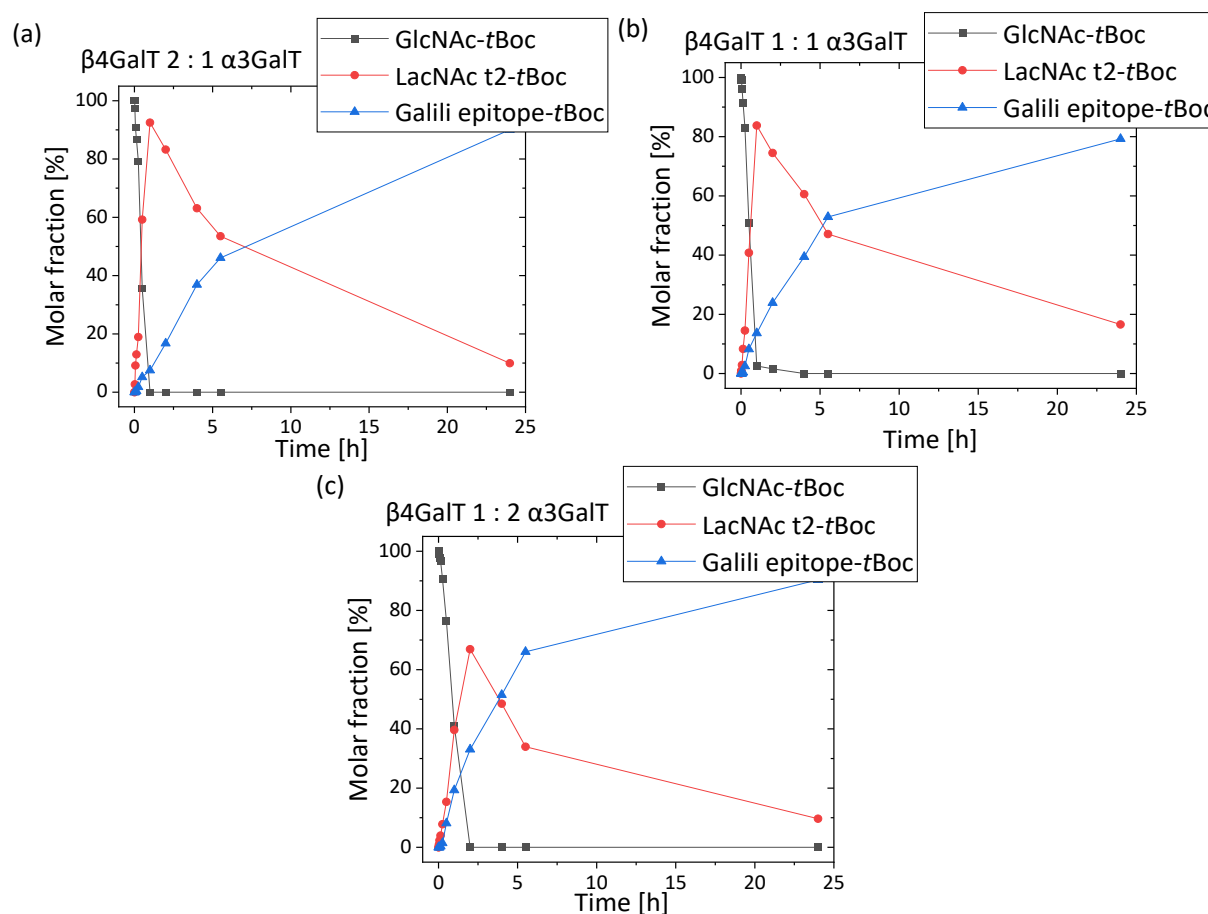 (a)
β4GalT 2 : 1 α3GalT
GlcNAc-tBoc
LacNAc t2-tBoc
Galili epitope-tBoc
Molar fraction [%]
100
80
60
40
20
0
0 5 10 15 20 25
Time [h]
(b)
β4GalT 1 : 1 α3GalT
GlcNAc-tBoc
LacNAc t2-tBoc
Galili epitope-tBoc
Molar fraction [%]
100
80
60
40
20
0
0 5 10 15 20 25
Time [h]
(c)
β4GalT 1 : 2 α3GalT
GlcNAc-tBoc
LacNAc t2-tBoc
Galili epitope-tBoc
Molar fraction [%]
100
80
60
40
20
0
0 5 10 15 20 25
Time [h]